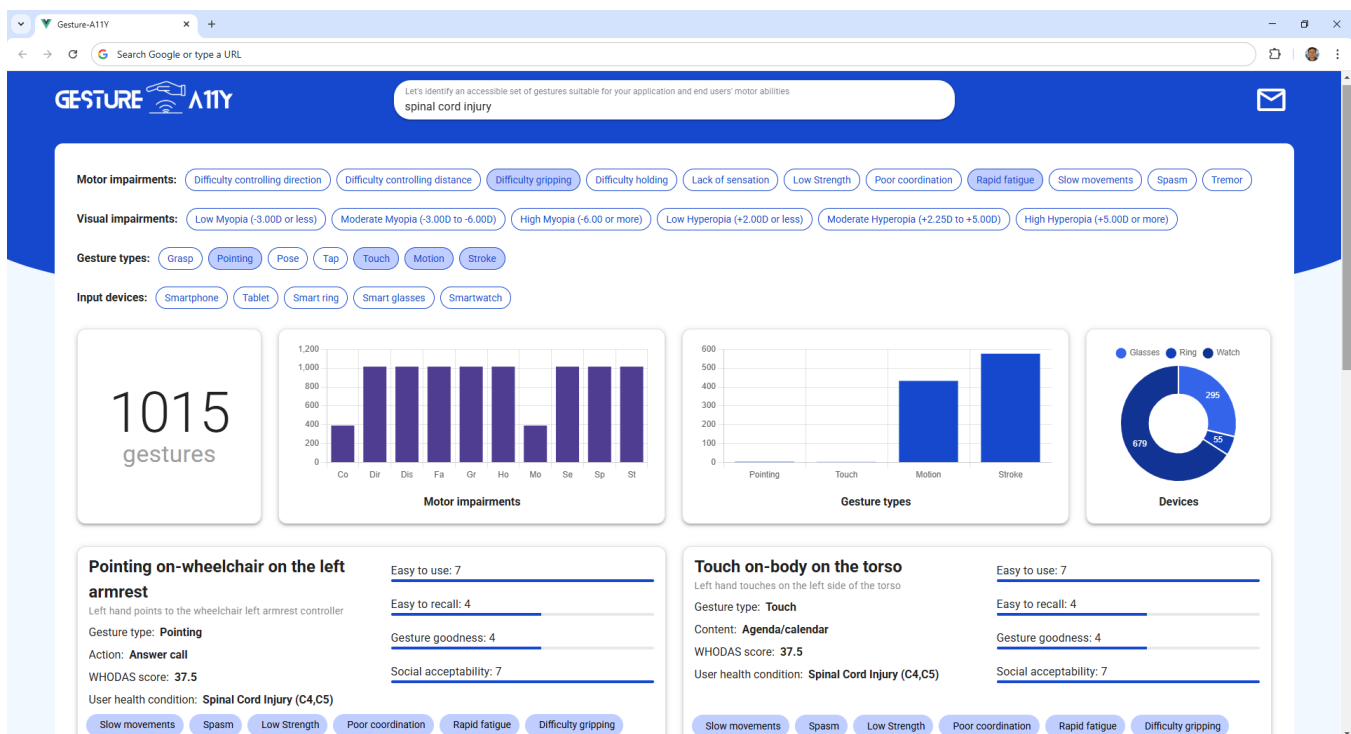 Gesture-A11Y
Search Google or type a URL
GESTURE A11Y
Let's identify an accessible set of gestures suitable for your application and end users' motor abilities
spinal cord injury
Motor impairments: Difficulty controlling direction Difficulty controlling distance Difficulty gripping Difficulty holding Lack of sensation Low Strength Poor coordination Rapid fatigue Slow movements Spasm Tremor
Visual impairments: Low Myopia (-3.00D or less) Moderate Myopia (-3.00D to -6.00D) High Myopia (-6.00 or more) Low Hyperopia (+2.00D or less) Moderate Hyperopia (+2.25D to +5.00D) High Hyperopia (+5.00D or more)
Gesture types: Grasp Pointing Pose Tap Touch Motion Stroke
Input devices: Smartphone Tablet Smart ring Smart glasses Smartwatch
1015
gestures
1,200
1,000
800
600
400
200
0
Co Dir Dis Fa Gr Ho Mo Se Sp St
Motor impairments
600
500
400
300
200
100
0
Pointing Touch Motion Stroke
Gesture types
Glasses Ring Watch
295
55
679
Devices
Pointing on-wheelchair on the left
armrest
Left hand points to the wheelchair left armrest controller
Gesture type: Pointing
Action: Answer call
WHODAS score: 37.5
User health condition: Spinal Cord Injury (C4,C5)
Easy to use: 7
Easy to recall: 4
Gesture goodness: 4
Social acceptability: 7
Slow movements Spasm Low Strength Poor coordination Rapid fatigue Difficulty gripping
Touch on-body on the torso
Left hand touches on the left side of the torso
Gesture type: Touch
Content: Agenda/calendar
WHODAS score: 37.5
User health condition: Spinal Cord Injury (C4,C5)
Easy to use: 7
Easy to recall: 4
Gesture goodness: 4
Social acceptability: 7
Slow movements Spasm Low Strength Poor coordination Rapid fatigue Difficulty gripping